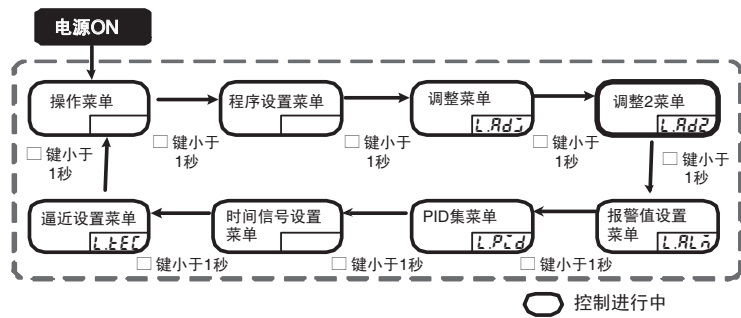 电源ON
操作菜单
程序设置菜单
调整菜单
L.AdJ
调整2菜单
L.Ad2
□ 键小于
1秒
□ 键小于
1秒
□ 键小于
1秒
□ 键小于
1秒
□ 键小于
1秒
逼近设置菜单
L.tEC
时间信号设置
菜单
PID集菜单
L.Pid
报警值设置
菜单
L.ALM
□ 键小于1秒
□ 键小于1秒
□ 键小于1秒
控制进行中